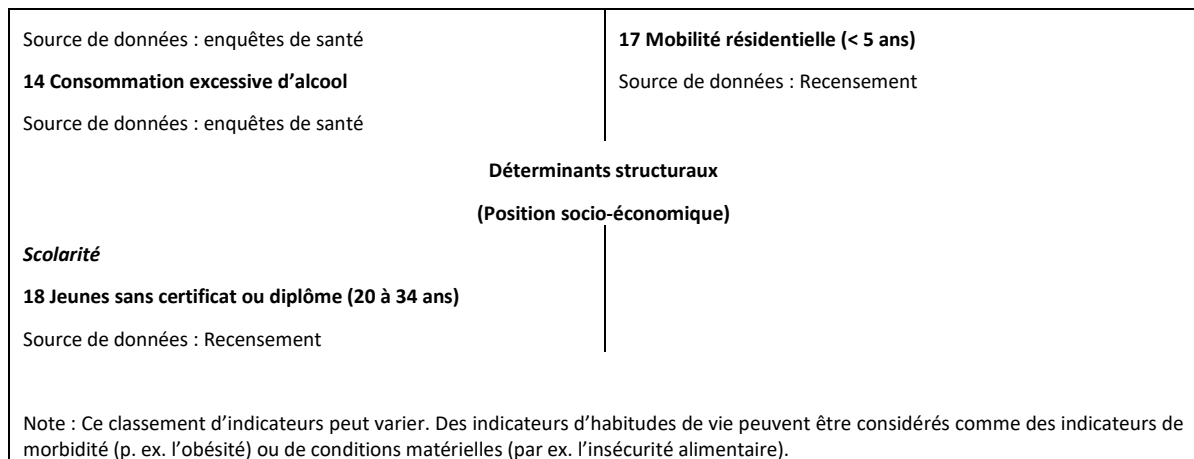 Source de données : enquêtes de santé
14 Consommation excessive d’alcool
Source de données : enquêtes de santé
17 Mobilité résidentielle (< 5 ans)
Source de données : Recensement
Déterminants structuraux
(Position socio-économique)
Scolarité
18 Jeunes sans certificat ou diplôme (20 à 34 ans)
Source de données : Recensement
Note : Ce classement d’indicateurs peut varier. Des indicateurs d’habitudes de vie peuvent être considérés comme des indicateurs de
morbidité (p. ex. l’obésité) ou de conditions matérielles (par ex. l’insécurité alimentaire).